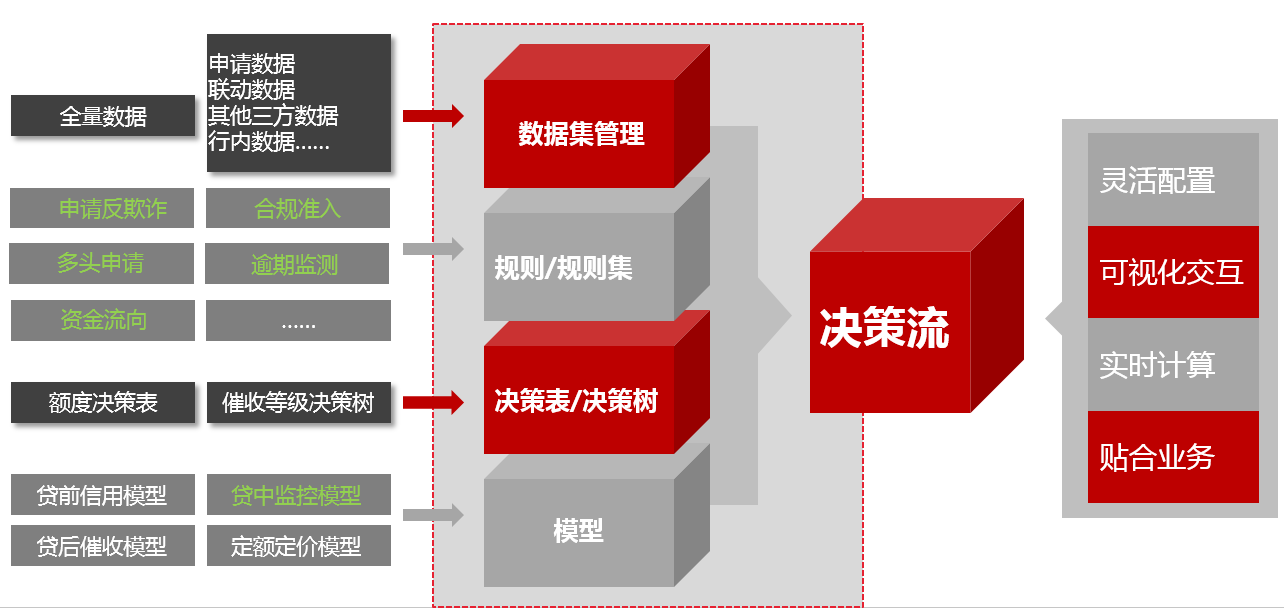 全量数据
申请数据
联动数据
其他三方数据
行内数据......
申请反欺诈
合规准入
多头申请
逾期监测
资金流向
......
额度决策表
催收等级决策树
贷前信用模型
贷中监控模型
贷后催收模型
定额定价模型
数据集管理
规则/规则集
决策表/决策树
模型
决策流
灵活配置
可视化交互
实时计算
贴合业务